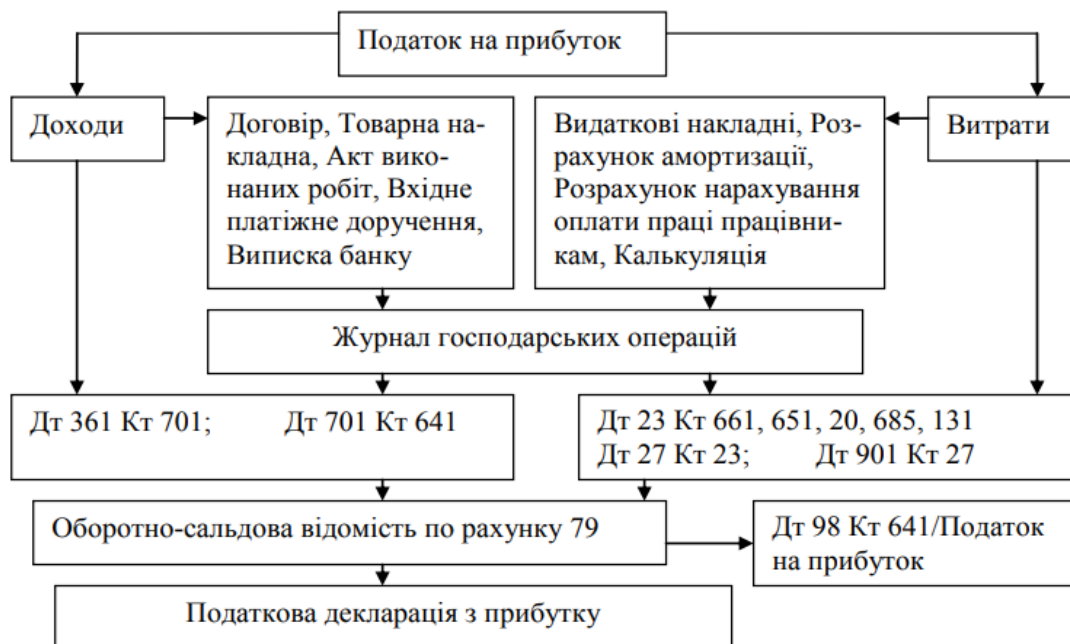 Податок на прибуток
Доходи
Договір, Товарна на-
кладна, Акт вико-
наних робіт, Вхідне
платіжне доручення,
Виписка банку
Видаткові накладні, Роз-
рахунок амортизації,
Розрахунок нарахування
оплати праці працівни-
кам, Калькуляція
Витрати
Журнал господарських операцій
Дт 361 Кт 701; Дт 701 Кт 641
Дт 23 Кт 661, 651, 20, 685, 131
Дт 27 Кт 23; Дт 901 Кт 27
Оборотно-сальдова відомість по рахунку 79
Дт 98 Кт 641/Податок
на прибуток
Податкова декларація з прибутку